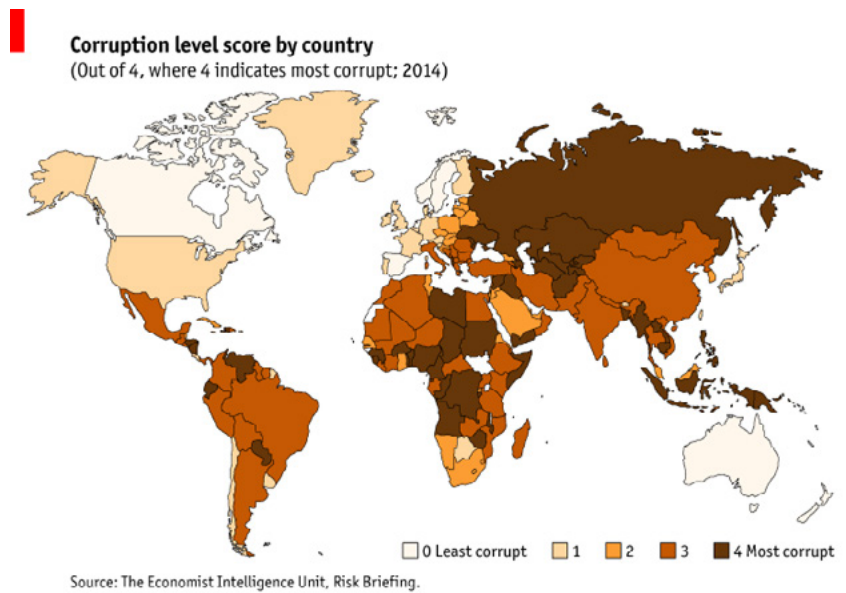 Corruption level score by country
(Out of 4, where 4 indicates most corrupt; 2014)
0 Least corrupt 1 2 3 4 Most corrupt
Source: The Economist Intelligence Unit, Risk Briefing.